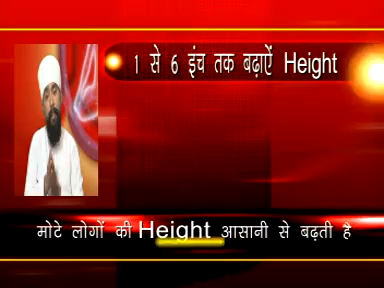 1 से 6 इंच तक बढ़ाऐं Height
मोटे लोगों की Height आसानी से बढ़ती है